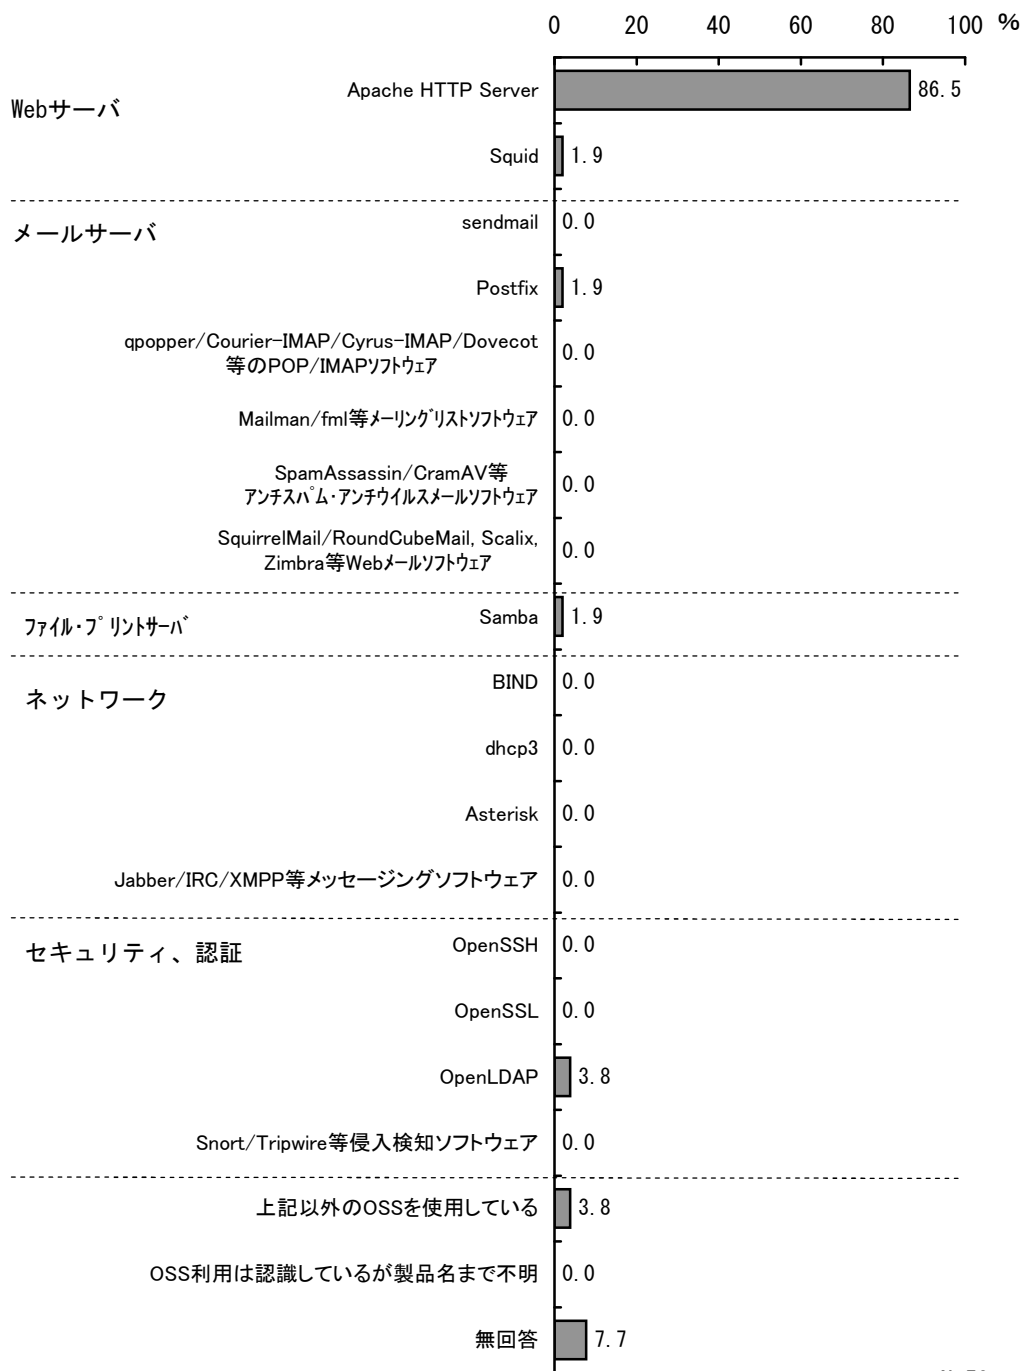 0 20 40 60 80 100 %
Webサーバ
Apache HTTP Server 86.5
Squid 1.9
メールサーバ
sendmail 0.0
Postfix 1.9
qpopper/Courier-IMAP/Cyrus-IMAP/Dovecot
等のPOP/IMAPソフトウェア 0.0
Mailman/fml等メーリングリストソフトウェア 0.0
SpamAssassin/CramAV等
アンチスパム・アンチウイルスメールソフトウェア 0.0
SquirrelMail/RoundCubeMail, Scalix,
Zimbra等Webメールソフトウェア 0.0
ファイル・プリントサーバ
Samba 1.9
ネットワーク
BIND 0.0
dhcp3 0.0
Asterisk 0.0
Jabber/IRC/XMPP等メッセージングソフトウェア 0.0
セキュリティ、認証
OpenSSH 0.0
OpenSSL 0.0
OpenLDAP 3.8
Snort/Tripwire等侵入検知ソフトウェア 0.0
上記以外のOSSを使用している 3.8
OSS利用は認識しているが製品名まで不明 0.0
無回答 7.7